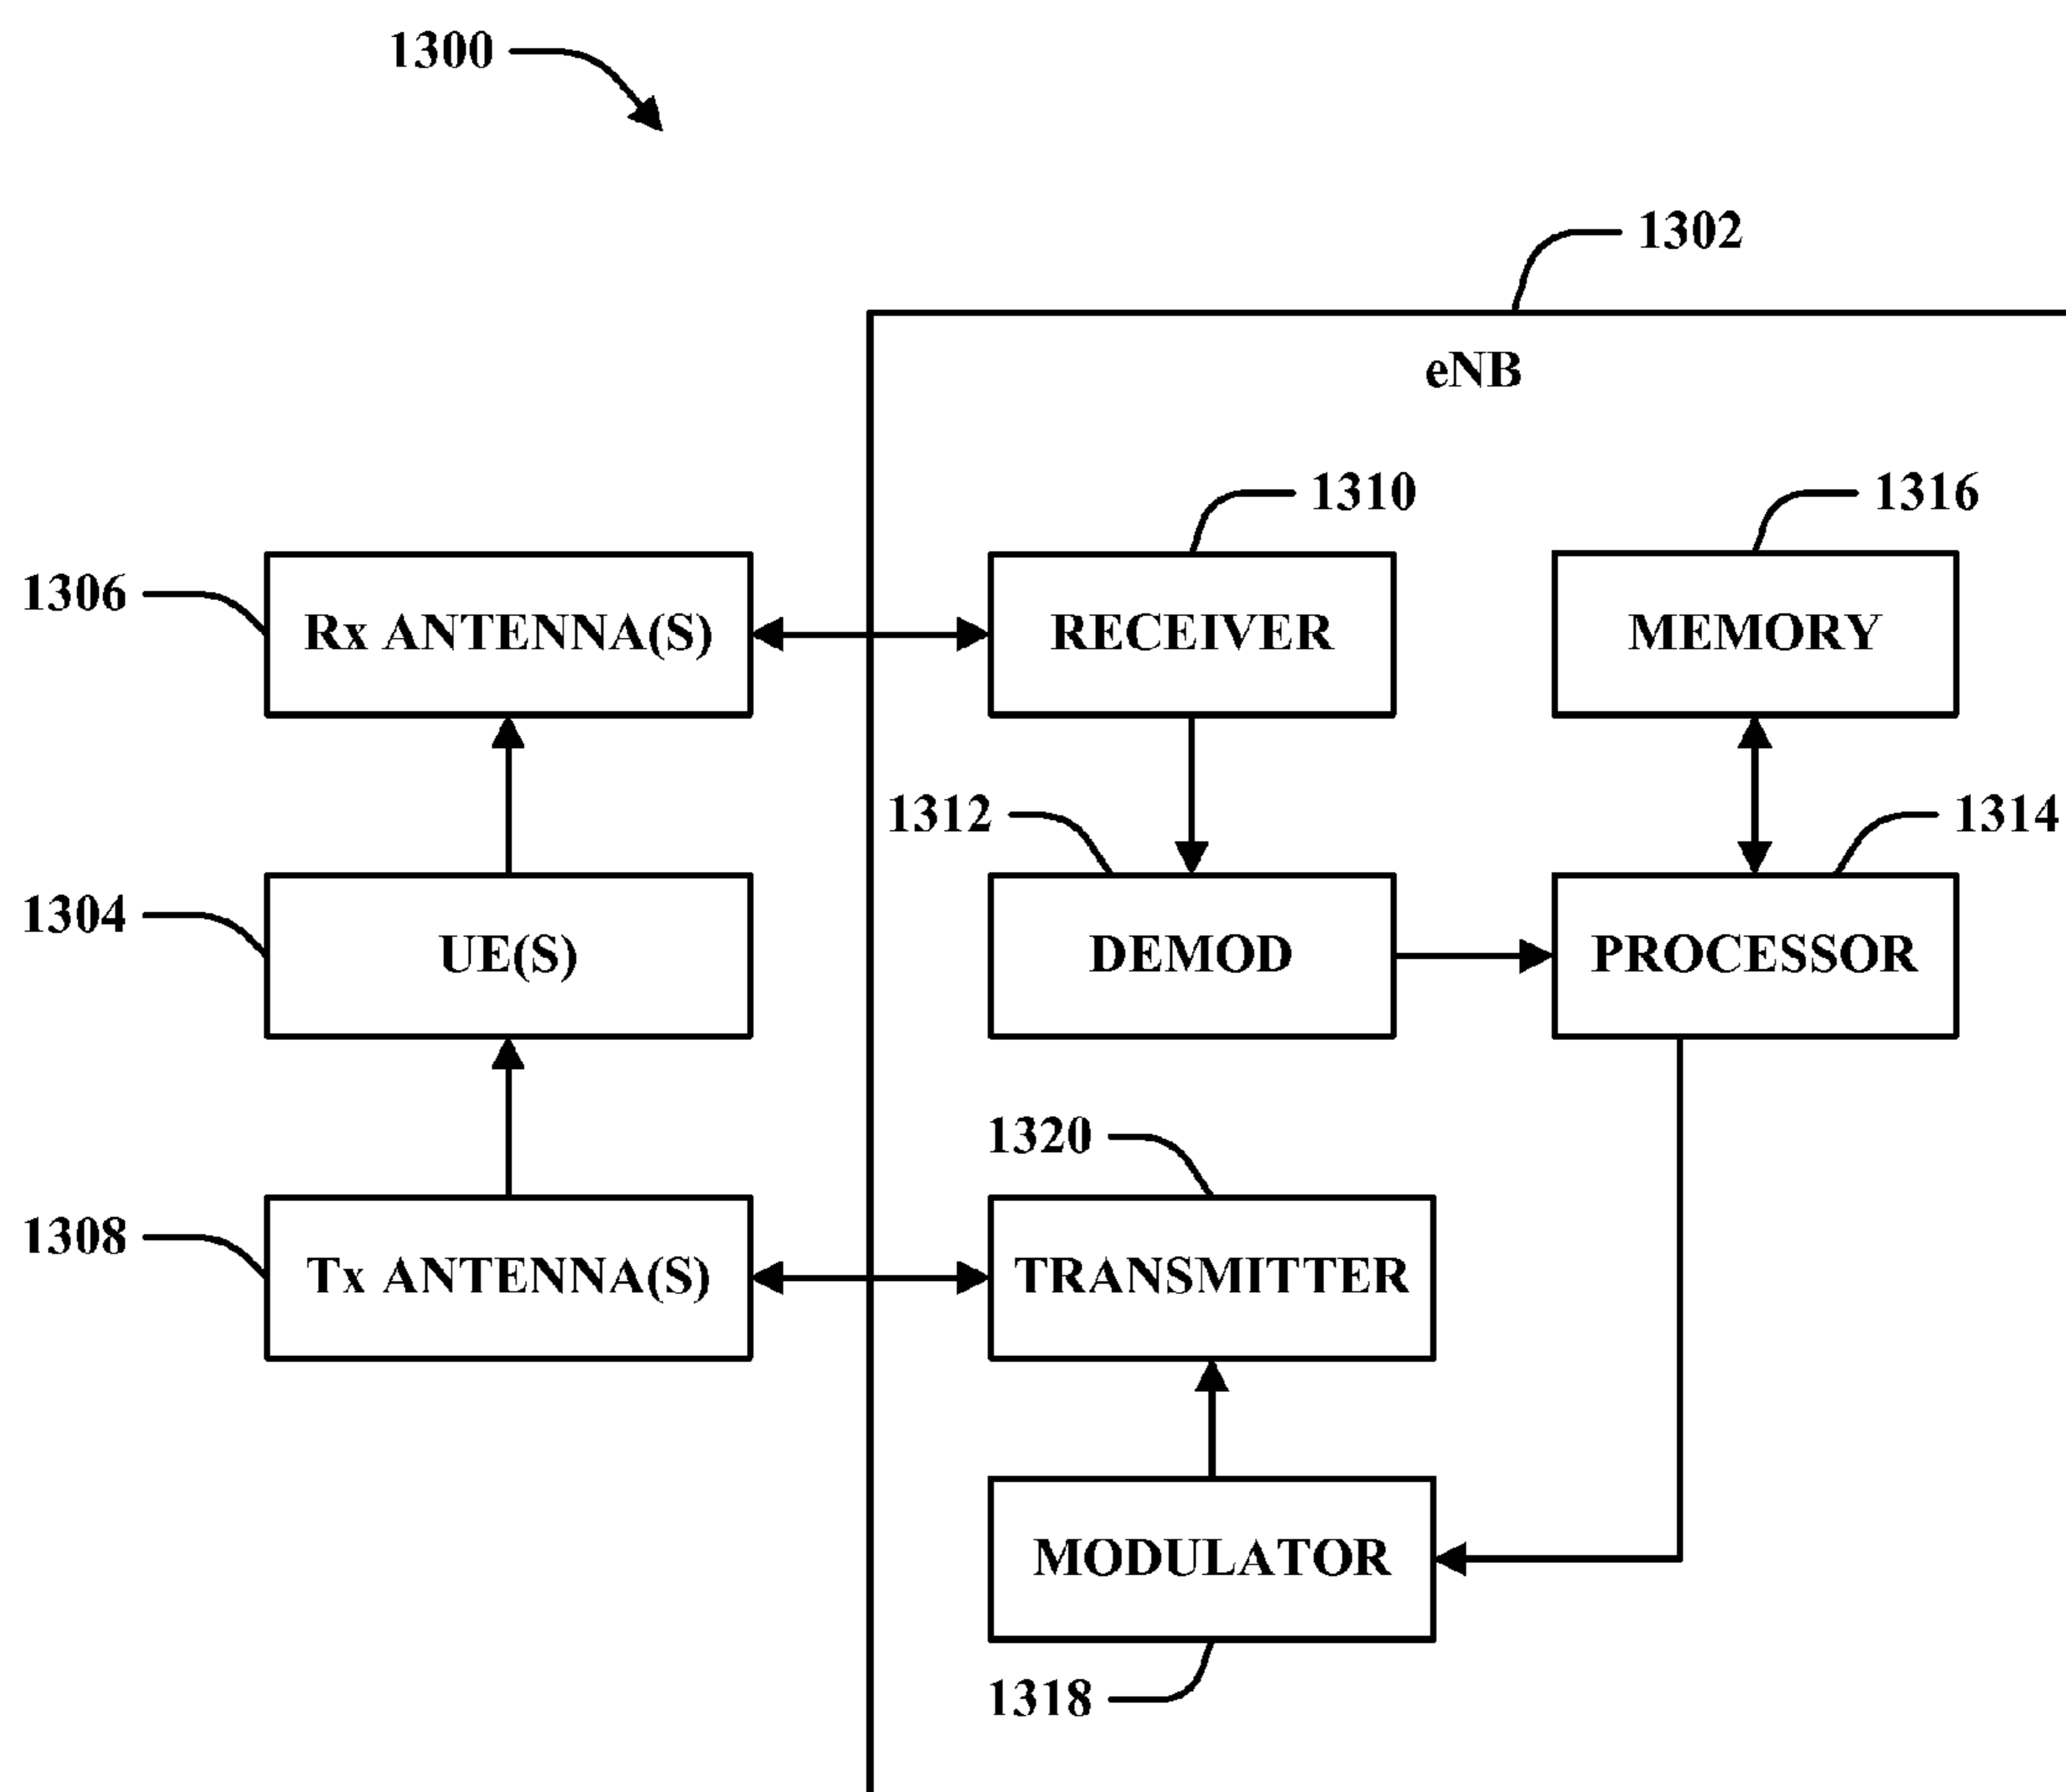 1300
1302
eNB
1310
1316
1306
Rx ANTENNA(S)
RECEIVER
MEMORY
1312
1314
1304
UE(S)
DEMOD
PROCESSOR
1320
1308
Tx ANTENNA(S)
TRANSMITTER
MODULATOR
1318